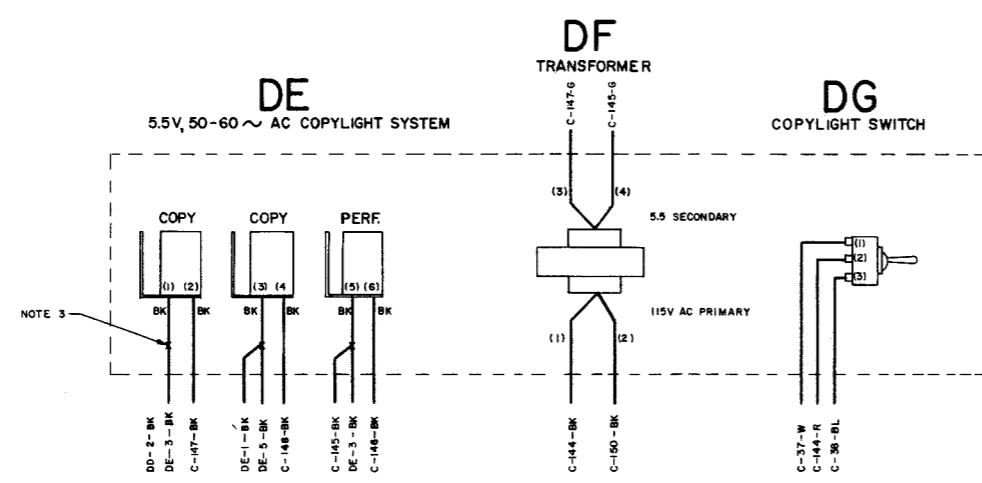 DF
TRANSFORMER
DE
5.5V, 50-60 ~ AC COPYLIGHT SYSTEM
DG
COPYLIGHT SWITCH
C-147-G
C-145-G
(3)
(4)
COPY
COPY
PERF.
5.5 SECONDARY
(1)
(2)
(3)
(1) (2)
(3) (4
(5) (6)
BK
BK
BK
BK
BK
BK
NOTE 3
115V AC PRIMARY
(1)
(2)
DD-2-BK
DE-3-BK
C-147-BK
DE-1-BK
DE-5-BK
C-148-BK
C-145-BK
DE-3-BK
C-146-BK
C-144-BK
C-150-BK
C-37-W
C-144-R
C-38-BL